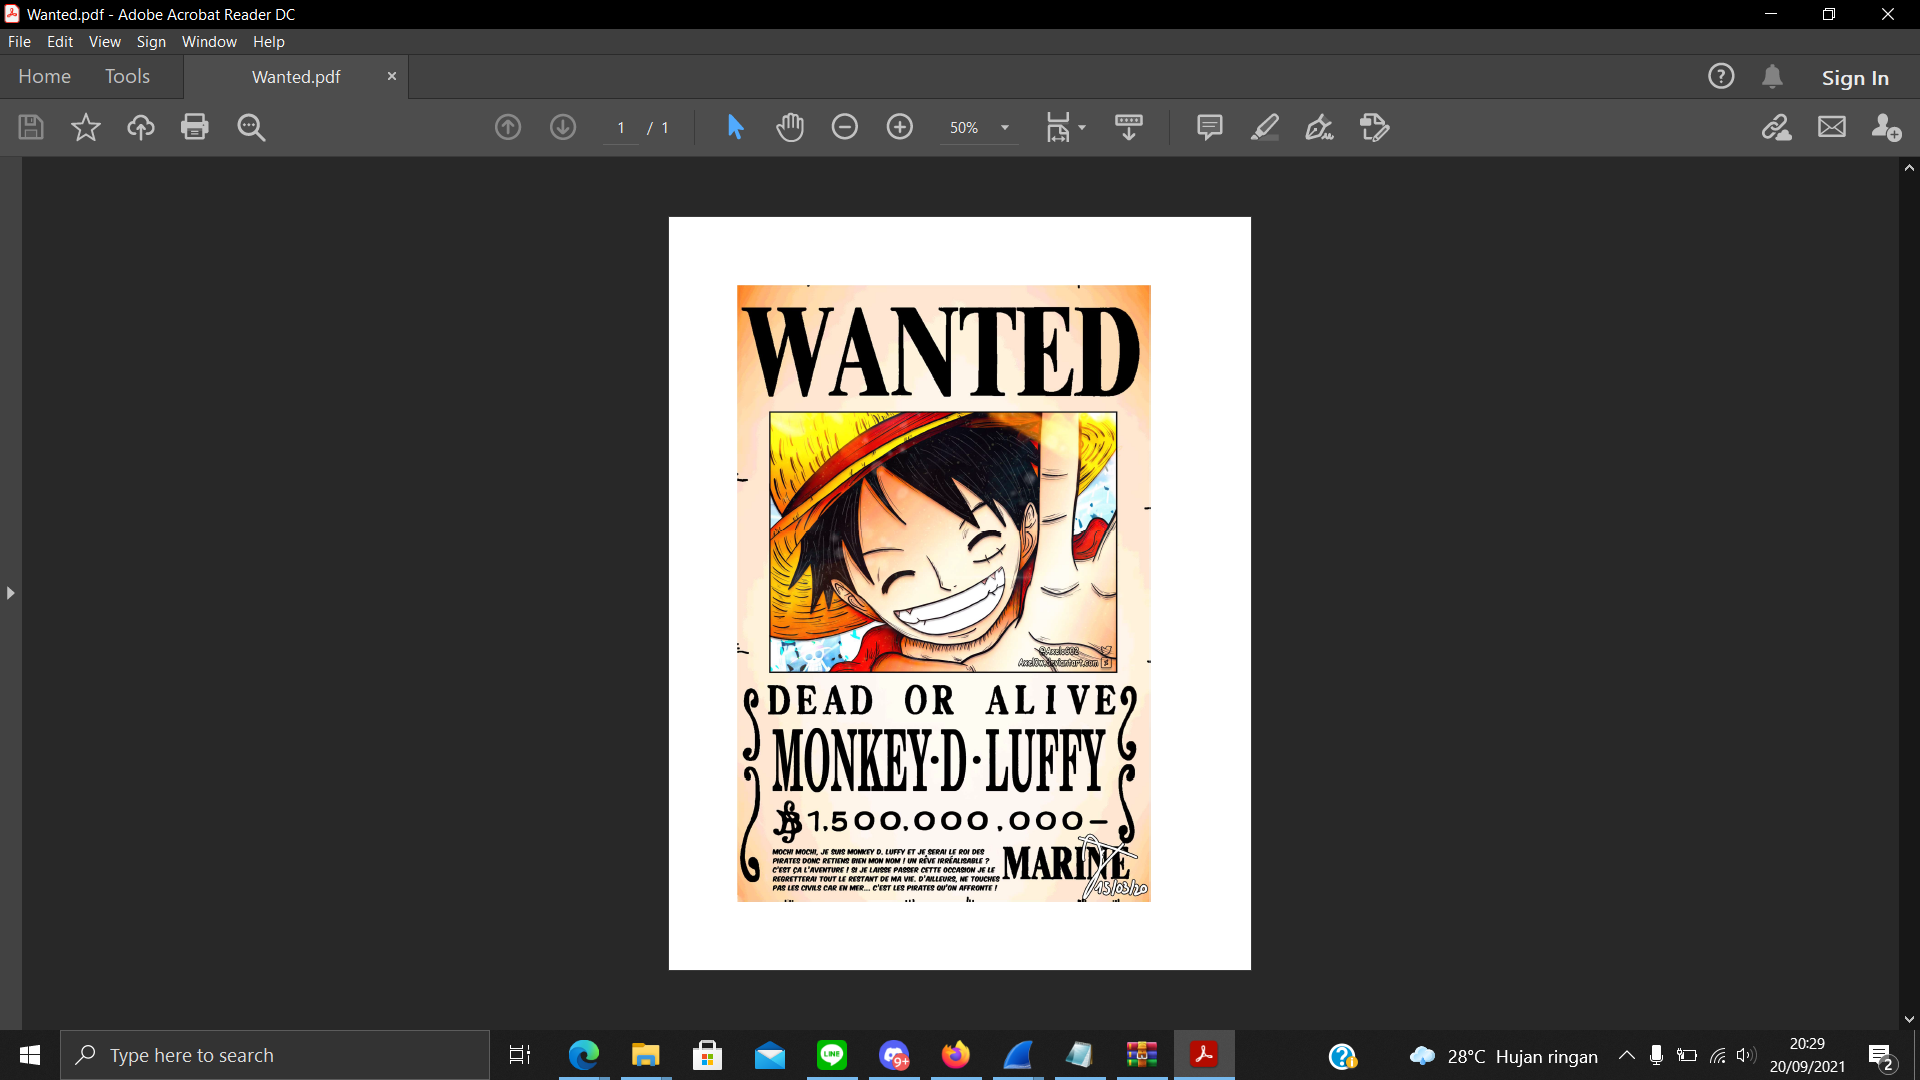 Wanted.pdf - Adobe Acrobat Reader DC
File Edit View Sign Window Help
Home Tools Wanted.pdf Sign In
1 / 1 50%
WANTED
@Axelo602
DEAD OR ALIVE
MONKEY·D·LUFFY
1,500,000,000-
MOCHI MOCHI, JE SUIS MONKEY D. LUFFY ET JE SERAI LE ROI DES
PIRATES DONC RETIENS BIEN MON NOM ! UN RÊVE IRRÉALISABLE ?
C'EST ÇA L'AVENTURE ! SI JE LAISSE PASSER CETTE OCCASION JE LE
REGRETTERAI TOUT LE RESTANT DE MA VIE. D'AILLEURS, NE TOUCHES
PAS LES CIVILS CAR EN MER... C'EST LES PIRATES QU'ON AFFRONTE !
MARINE
15/03/20
Type here to search
LINE
9+
28°C Hujan ringan
20:29
20/09/2021
2